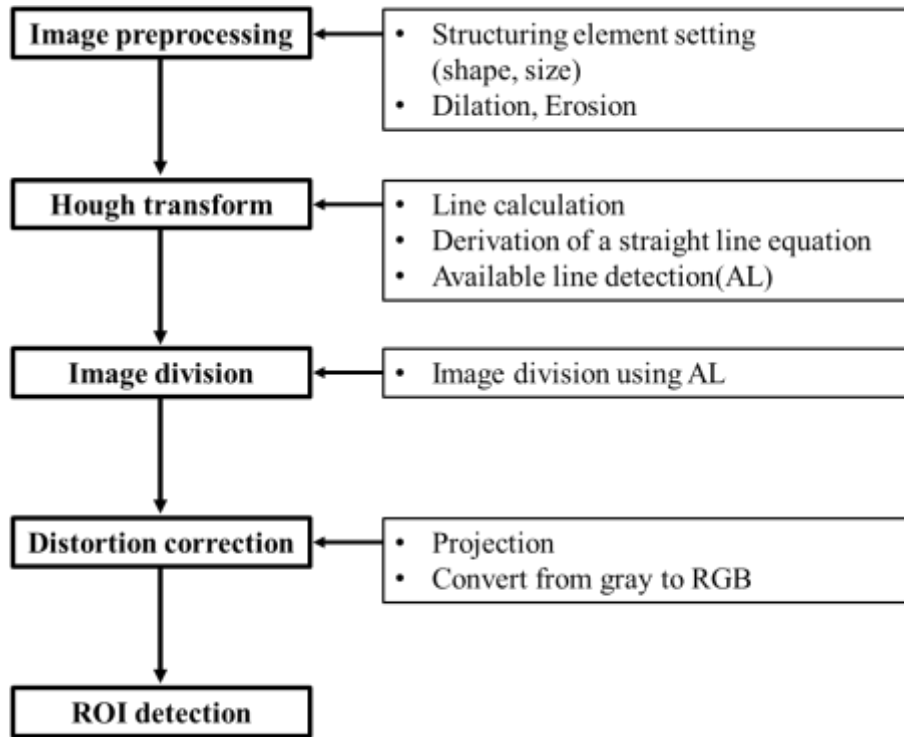 Image preprocessing
• Structuring element setting
(shape, size)
• Dilation, Erosion
Hough transform
• Line calculation
• Derivation of a straight line equation
• Available line detection(AL)
Image division
• Image division using AL
Distortion correction
• Projection
• Convert from gray to RGB
ROI detection